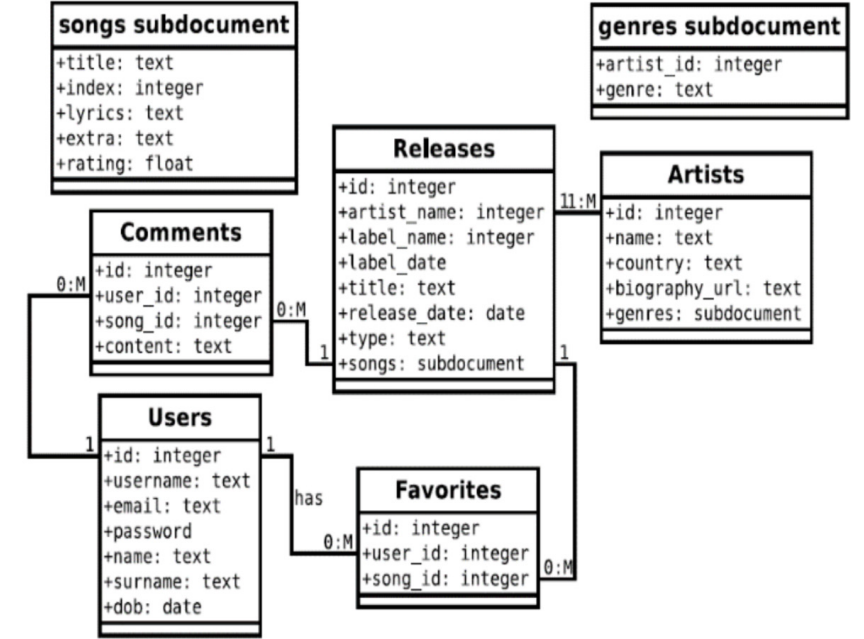 songs subdocument
+title: text
+index: integer
+lyrics: text
+extra: text
+rating: float
genres subdocument
+artist_id: integer
+genre: text
Releases
+id: integer
+artist_name: integer
+label_name: integer
+label_date
+title: text
+release_date: date
+type: text
+songs: subdocument
11:M
Artists
+id: integer
+name: text
+country: text
+biography_url: text
+genres: subdocument
Comments
+id: integer
+user_id: integer
+song_id: integer
+content: text
0:M
0:M
1
1
Users
+id: integer
+username: text
+email: text
+password
+name: text
+surname: text
+dob: date
1
1
has
0:M
Favorites
+id: integer
+user_id: integer
+song_id: integer
0:M